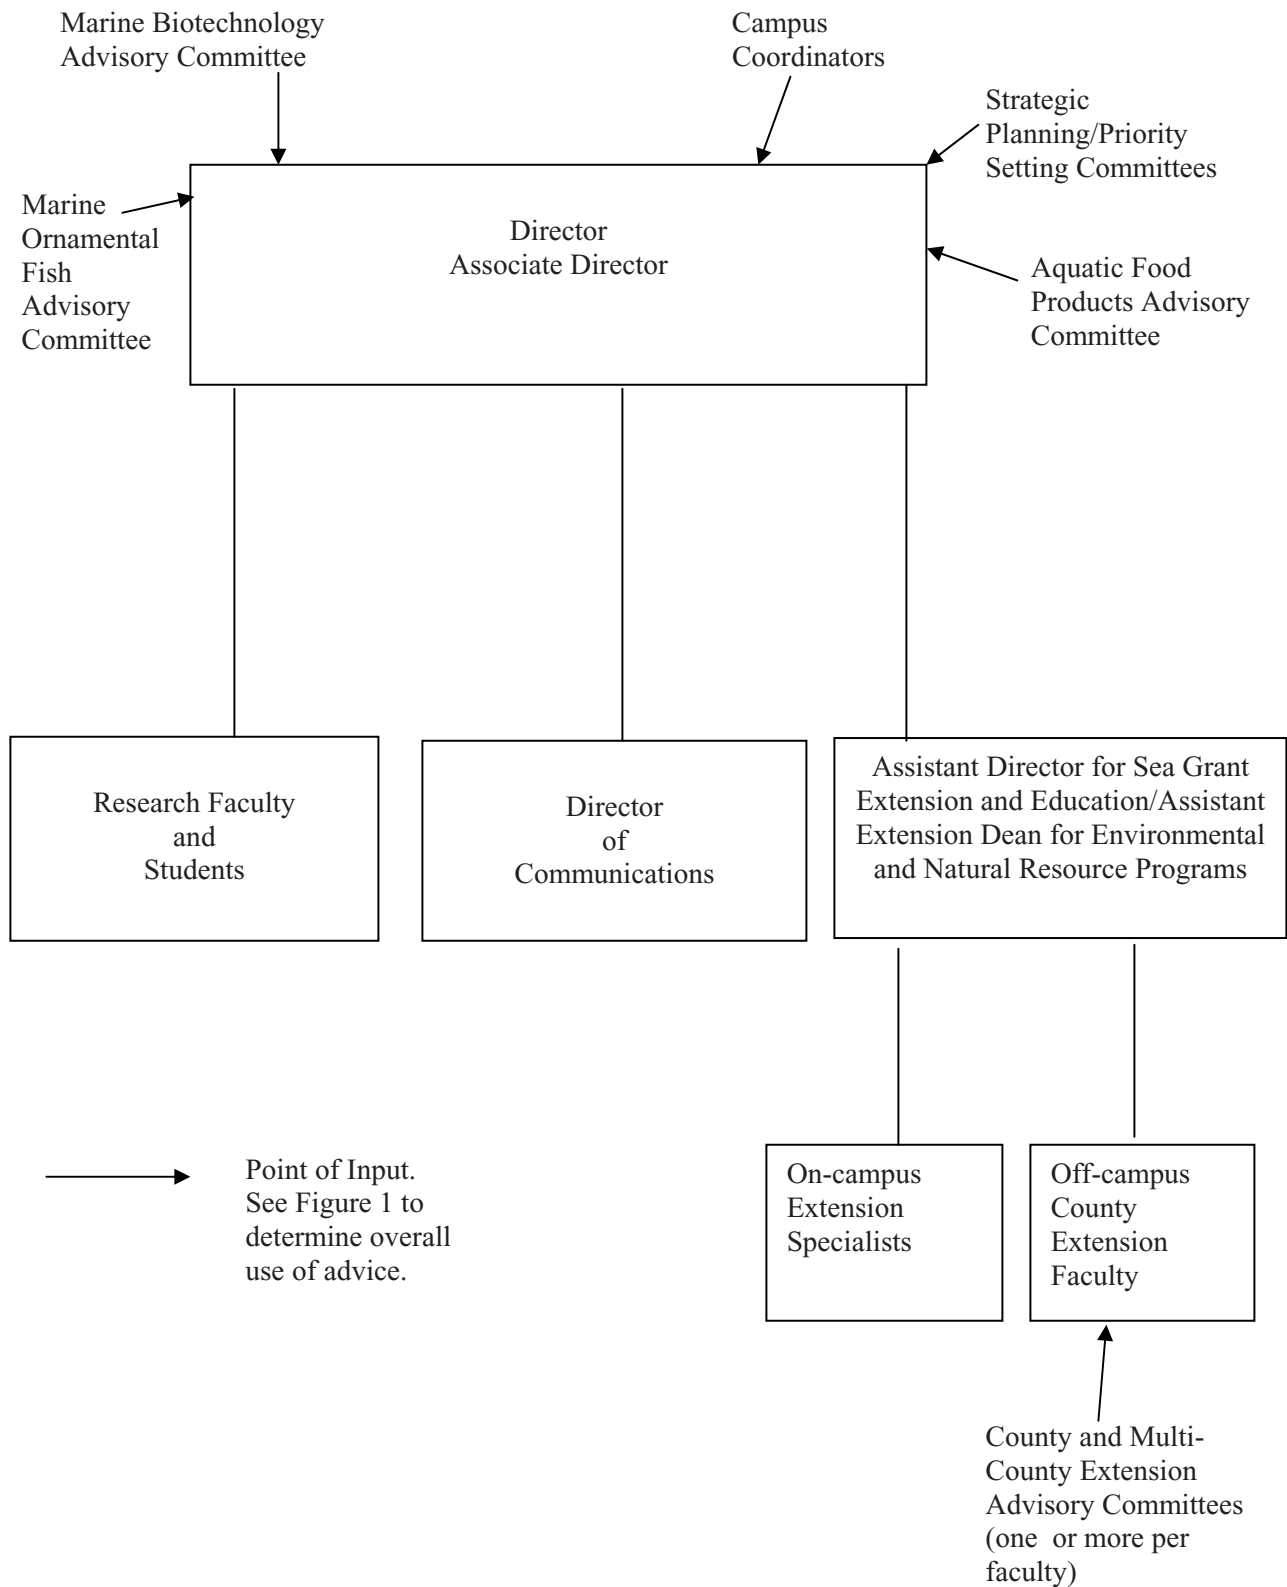 Marine Biotechnology
Advisory Committee
Campus
Coordinators
Strategic
Planning/Priority
Setting Committees
Marine
Ornamental
Fish
Advisory
Committee
Director
Associate Director
Aquatic Food
Products Advisory
Committee
Research Faculty
and
Students
Director
of
Communications
Assistant Director for Sea Grant
Extension and Education/Assistant
Extension Dean for Environmental
and Natural Resource Programs
Point of Input.
See Figure 1 to
determine overall
use of advice.
On-campus
Extension
Specialists
Off-campus
County
Extension
Faculty
County and Multi-
County Extension
Advisory Committees
(one  or more per
faculty)